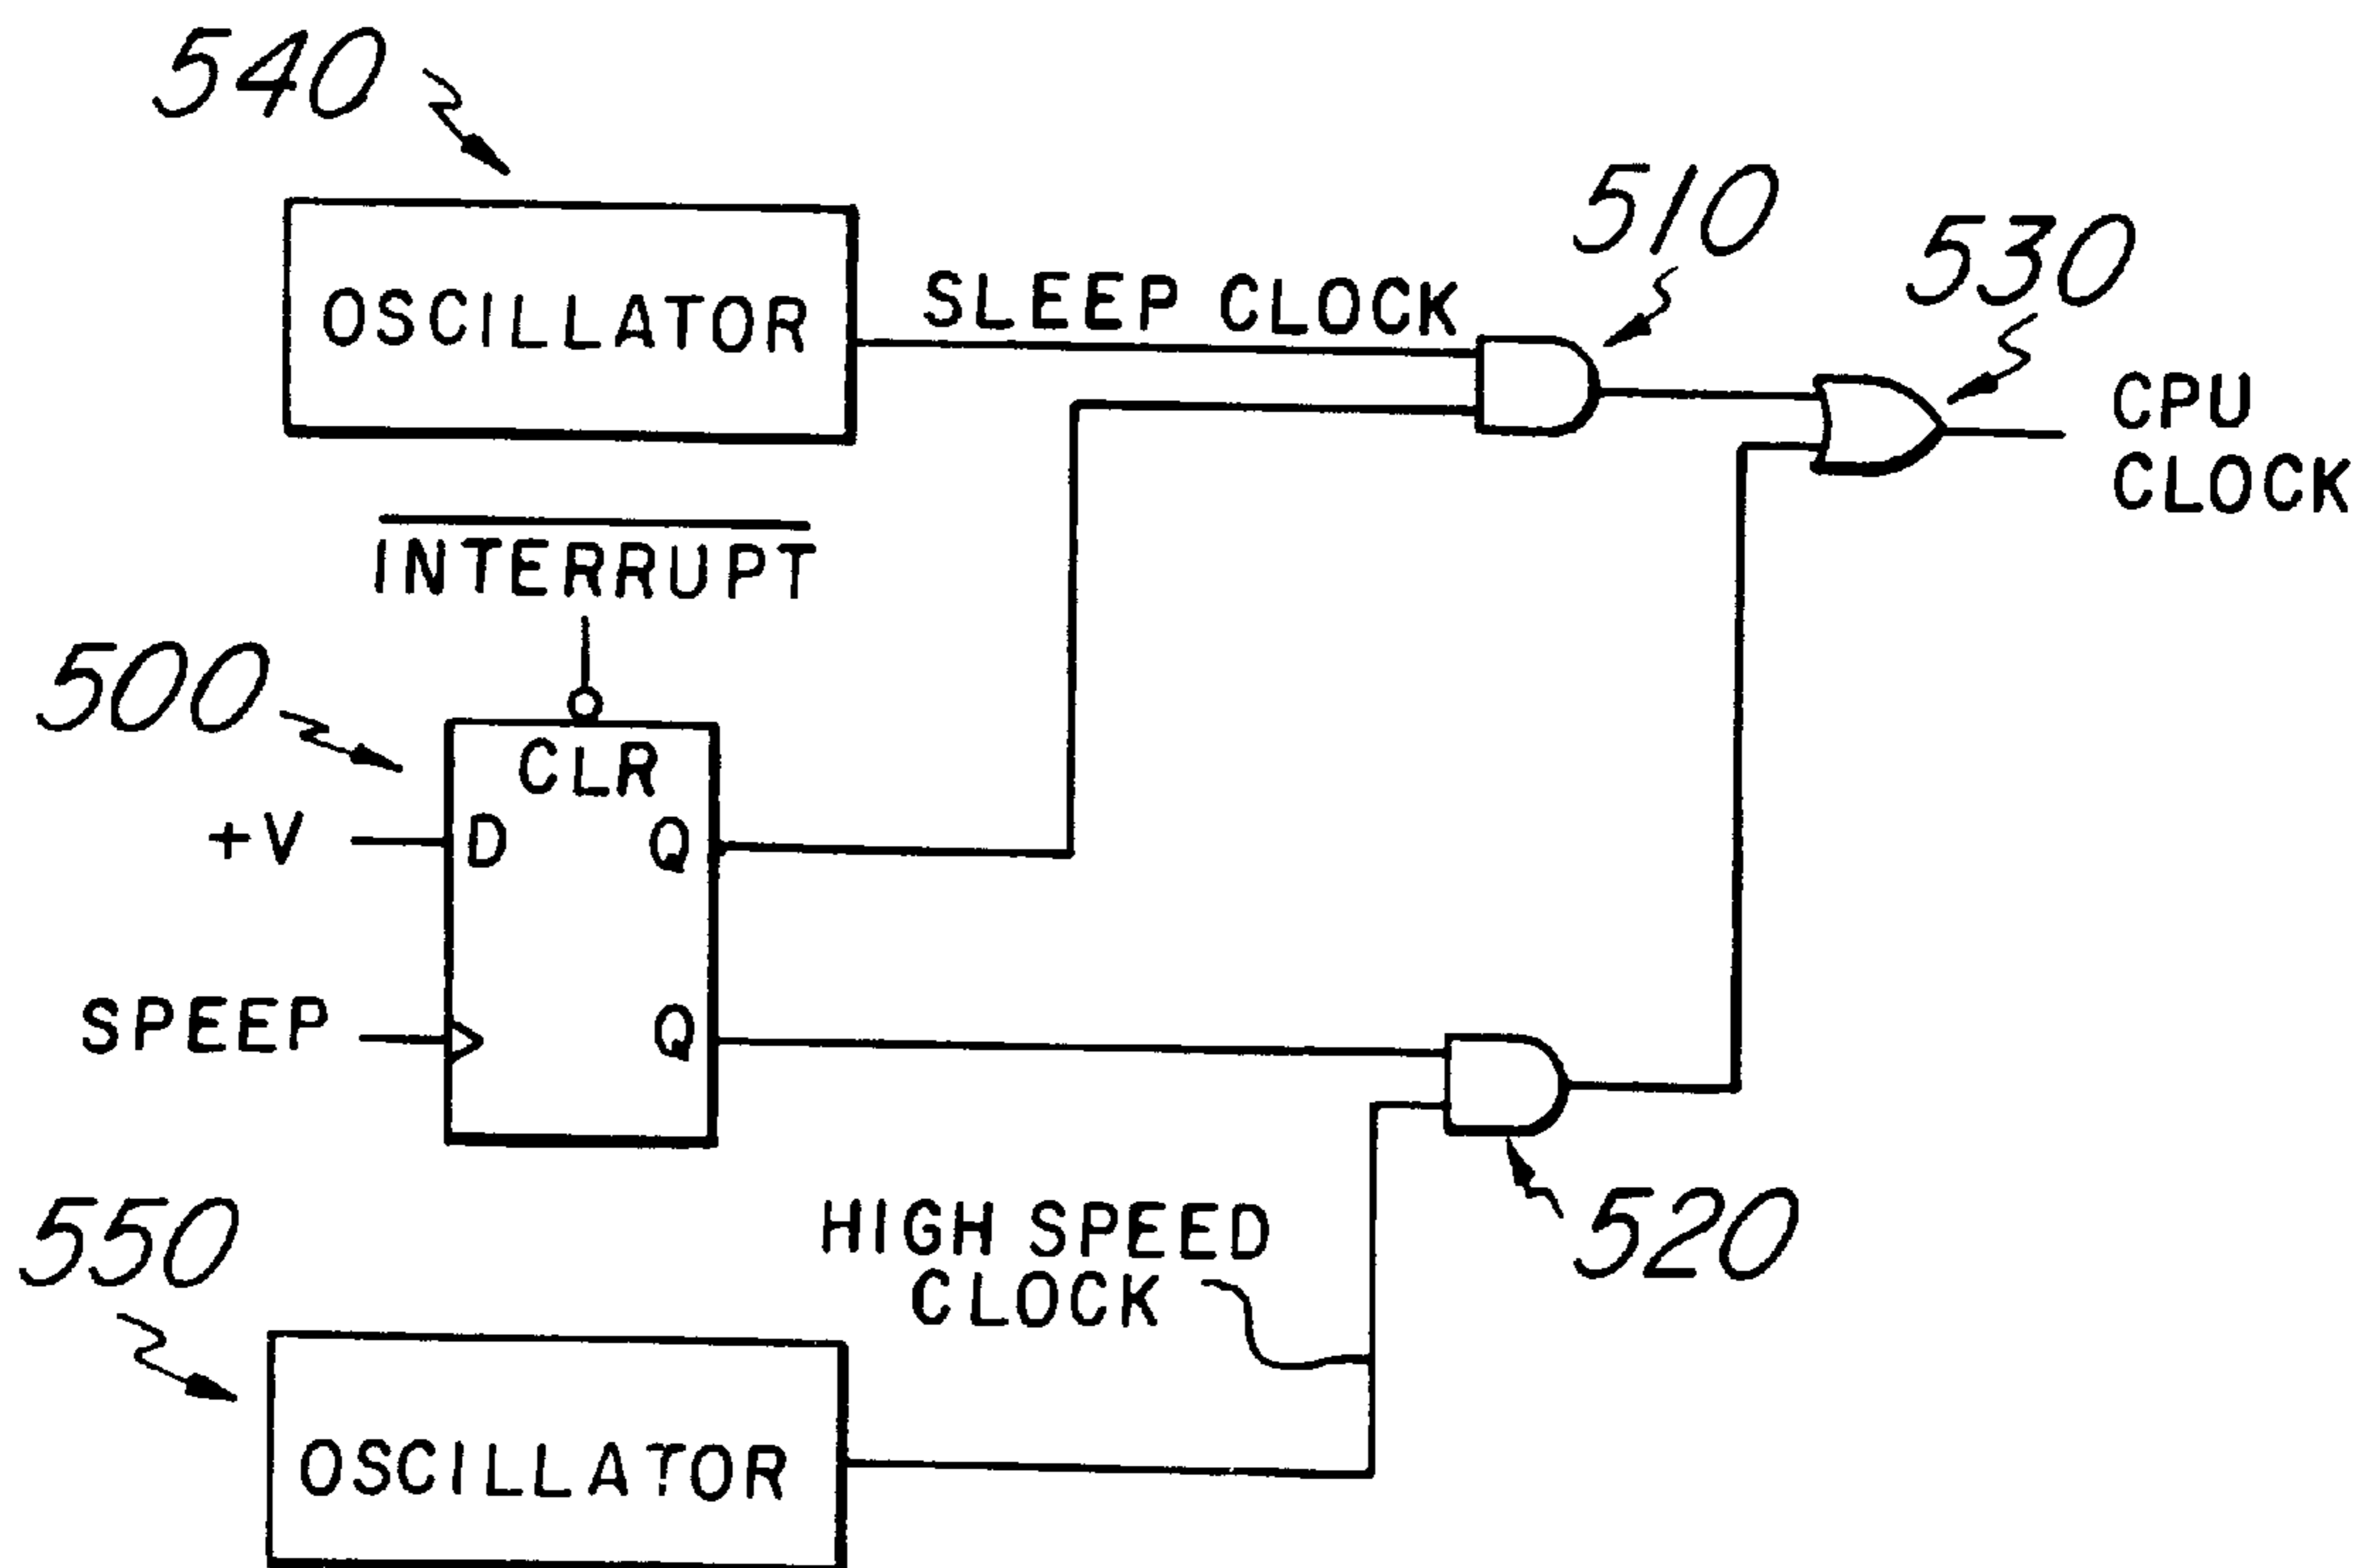 540
510
530
OSCILLATOR
SLEEP CLOCK
CPU
CLOCK
INTERRUPT
500
CLR
+V
D
Q
SPEEP
Q
550
HIGH SPEED
CLOCK
520
OSCILLATOR